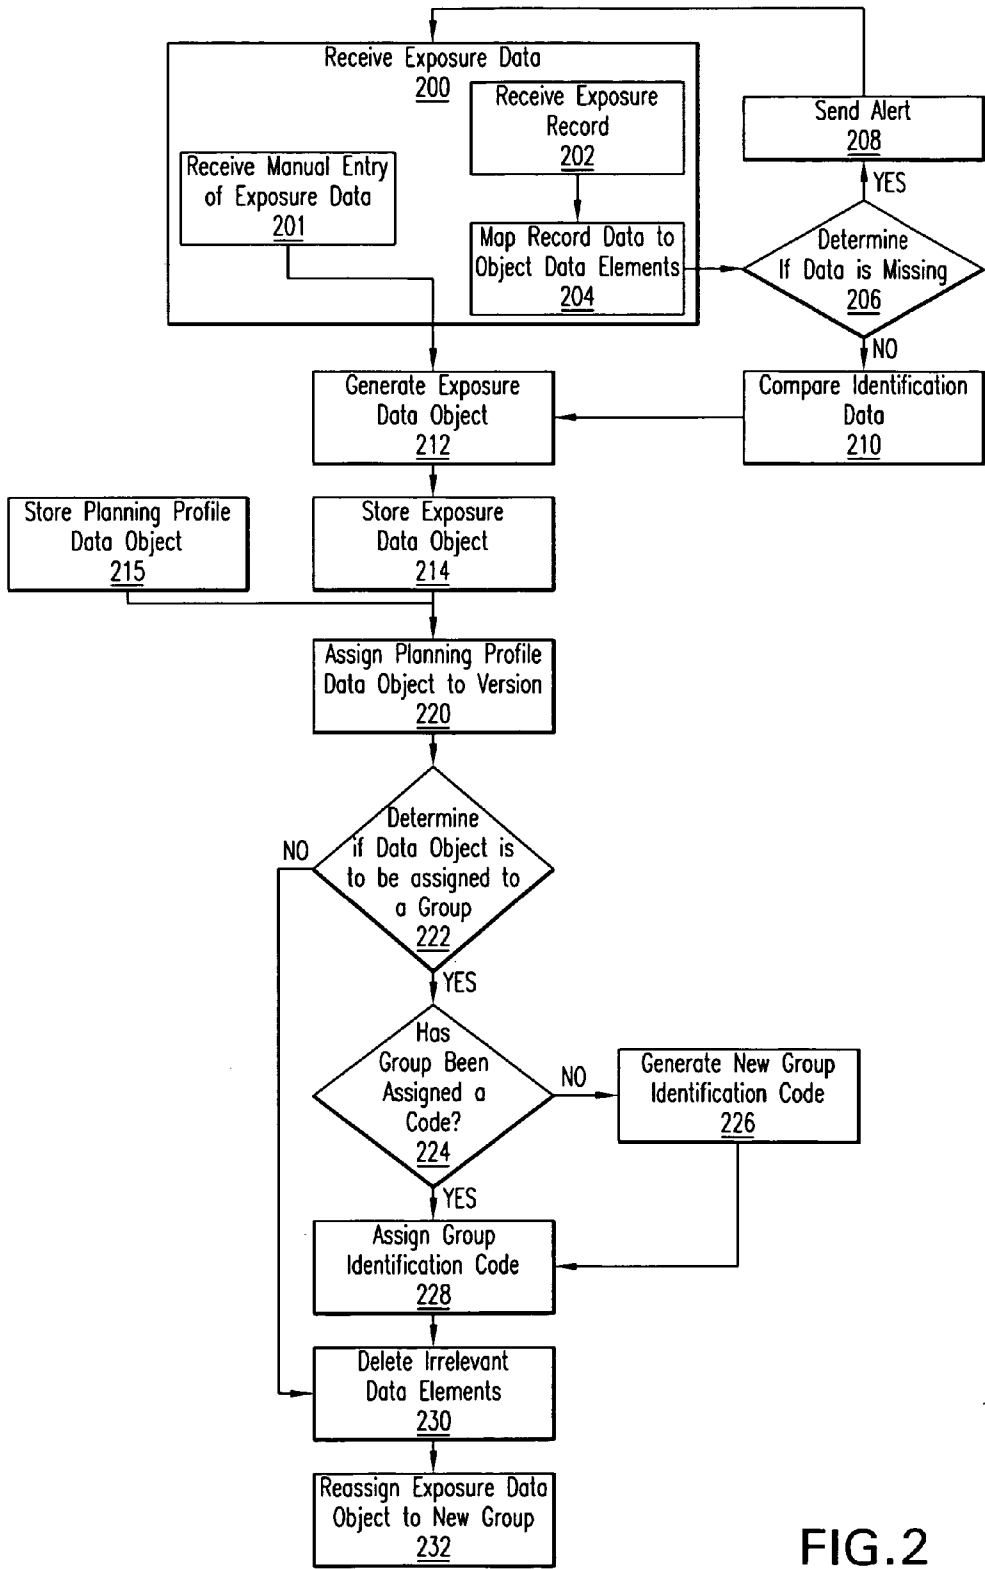 Receive Exposure Data
200
Receive Exposure
Record
202
Send Alert
208
Receive Manual Entry
of Exposure Data
201
YES
Map Record Data to
Object Data Elements
204
Determine
If Data is Missing
206
NO
Generate Exposure
Data Object
212
Compare Identification
Data
210
Store Planning Profile
Data Object
215
Store Exposure
Data Object
214
Assign Planning Profile
Data Object to Version
220
Determine
if Data Object is
to be assigned to
a Group
222
NO
YES
Has
Group Been
Assigned a
Code?
224
NO
Generate New Group
Identification Code
226
YES
Assign Group
Identification Code
228
Delete Irrelevant
Data Elements
230
Reassign Exposure Data
Object to New Group
232
FIG.2